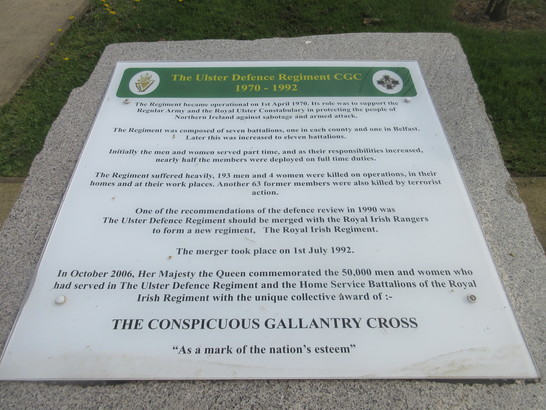 The Ulster Defence Regiment CGC
1970 - 1992
The Regiment became operational on 1st April 1970. Its role was to support the
Regular Army and the Royal Ulster Constabulary in protecting the people of
Northern Ireland against sabotage and armed attack.
The Regiment was composed of seven battalions, one in each county and one in Belfast.
Later this was increased to eleven battalions.
Initially the men and women served part time, and as their responsibilities increased,
nearly half the members were deployed on full time duties.
The Regiment suffered heavily, 193 men and 4 women were killed on operations, in their
homes and at their work places. Another 63 former members were also killed by terrorist
action.
One of the recommendations of the defence review in 1990 was
The Ulster Defence Regiment should be merged with the Royal Irish Rangers
to form a new regiment, The Royal Irish Regiment.
The merger took place on 1st July 1992.
In October 2006, Her Majesty the Queen commemorated the 50,000 men and women who
had served in The Ulster Defence Regiment and the Home Service Battalions of the Royal
Irish Regiment with the unique collective award of :-
THE CONSPICUOUS GALLANTRY CROSS
“As a mark of the nation’s esteem”